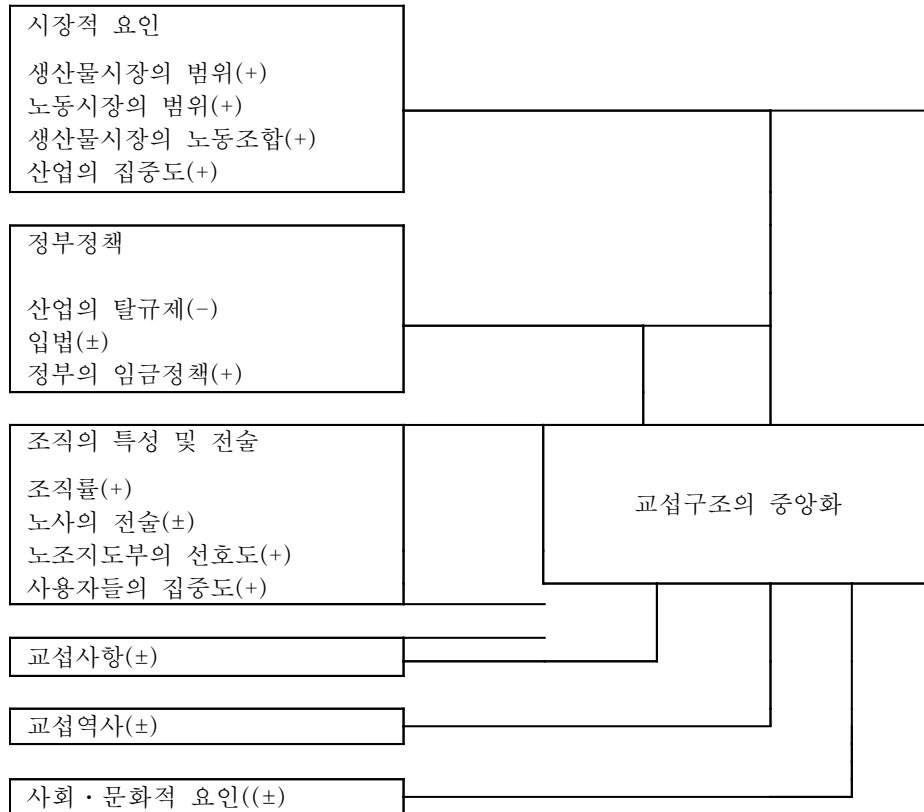 시장적 요인
생산물시장의 범위(+)
노동시장의 범위(+)
생산물시장의 노동조합(+)
산업의 집중도(+)
정부정책
산업의 탈규제(-)
입법(±)
정부의 임금정책(+)
조직의 특성 및 전술
조직률(+)
노사의 전술(±)
노조지도부의 선호도(+)
사용자들의 집중도(+)
교섭구조의 중앙화
교섭사항(±)
교섭역사(±)
사회・문화적 요인((±)